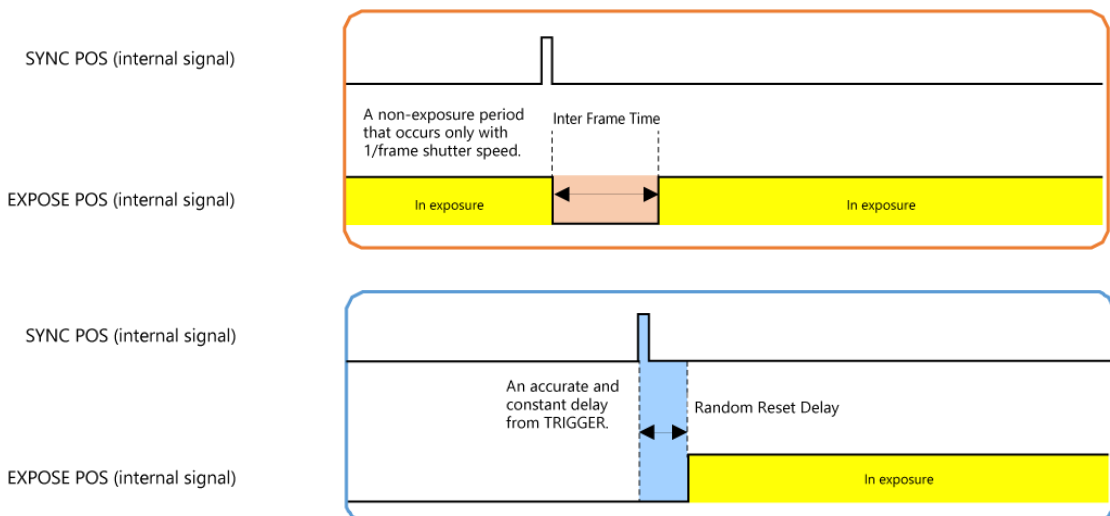 SYNC POS (internal signal)
A non-exposure period
that occurs only with
1/frame shutter speed.
Inter Frame Time
EXPOSE POS (internal signal)
In exposure
In exposure
SYNC POS (internal signal)
An accurate and
constant delay
from TRIGGER.
Random Reset Delay
EXPOSE POS (internal signal)
In exposure